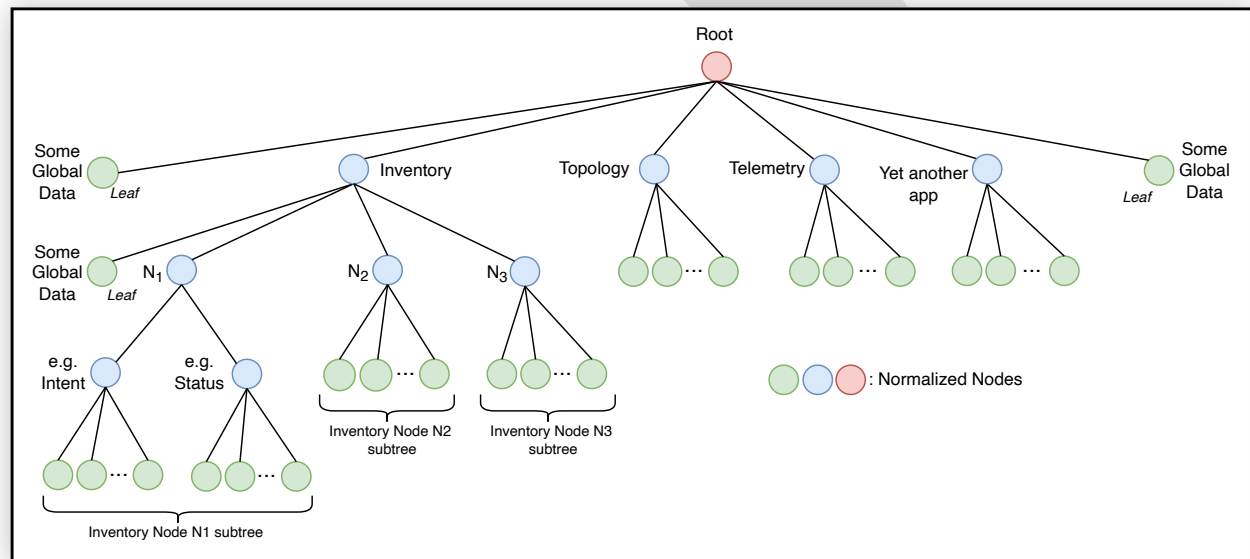 Root
Some
Global
Data
Leaf
Inventory
Topology
Telemetry
Yet another
app
Leaf
Some
Global
Data
Some
Global
Data
Leaf
N1
N2
N3
...
...
...
e.g.
Intent
e.g.
Status
...
...
: Normalized Nodes
Inventory Node N2
subtree
Inventory Node N3
subtree
...
...
Inventory Node N1 subtree